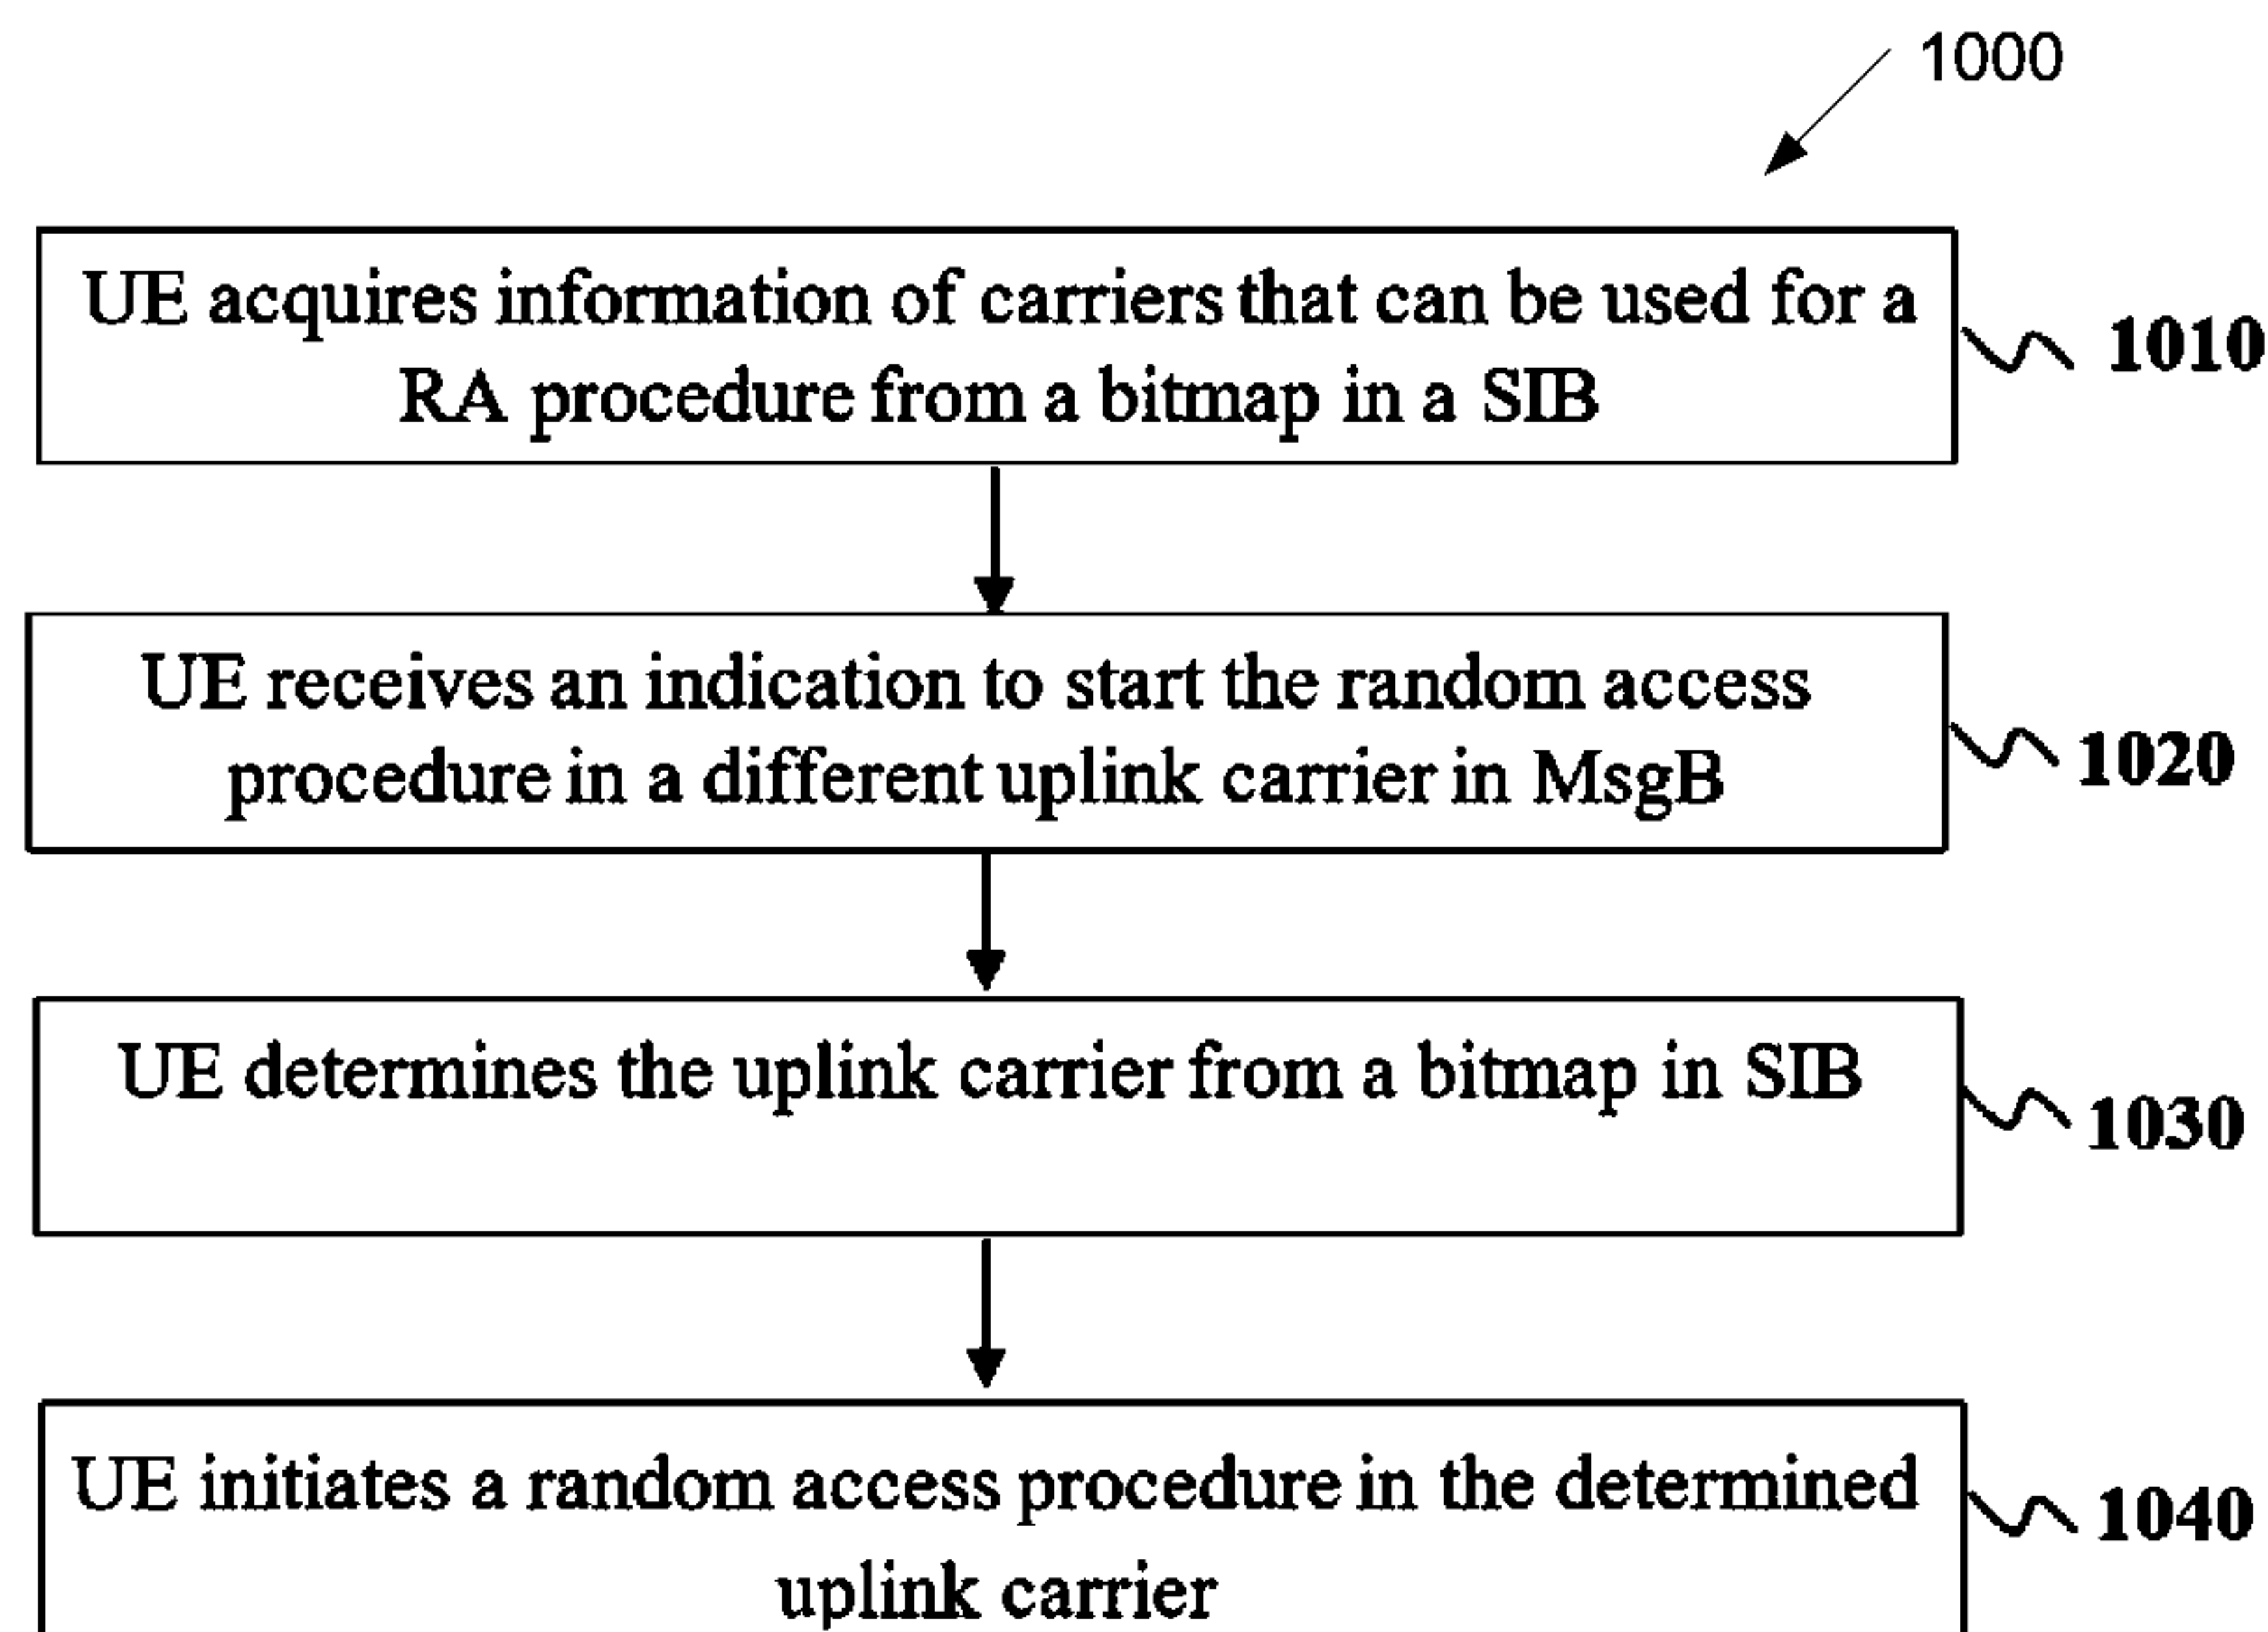 1000
UE acquires information of carriers that can be used for a
RA procedure from a bitmap in a SIB
1010
UE receives an indication to start the random access
procedure in a different uplink carrier in MsgB
1020
UE determines the uplink carrier from a bitmap in SIB
1030
UE initiates a random access procedure in the determined
uplink carrier
1040